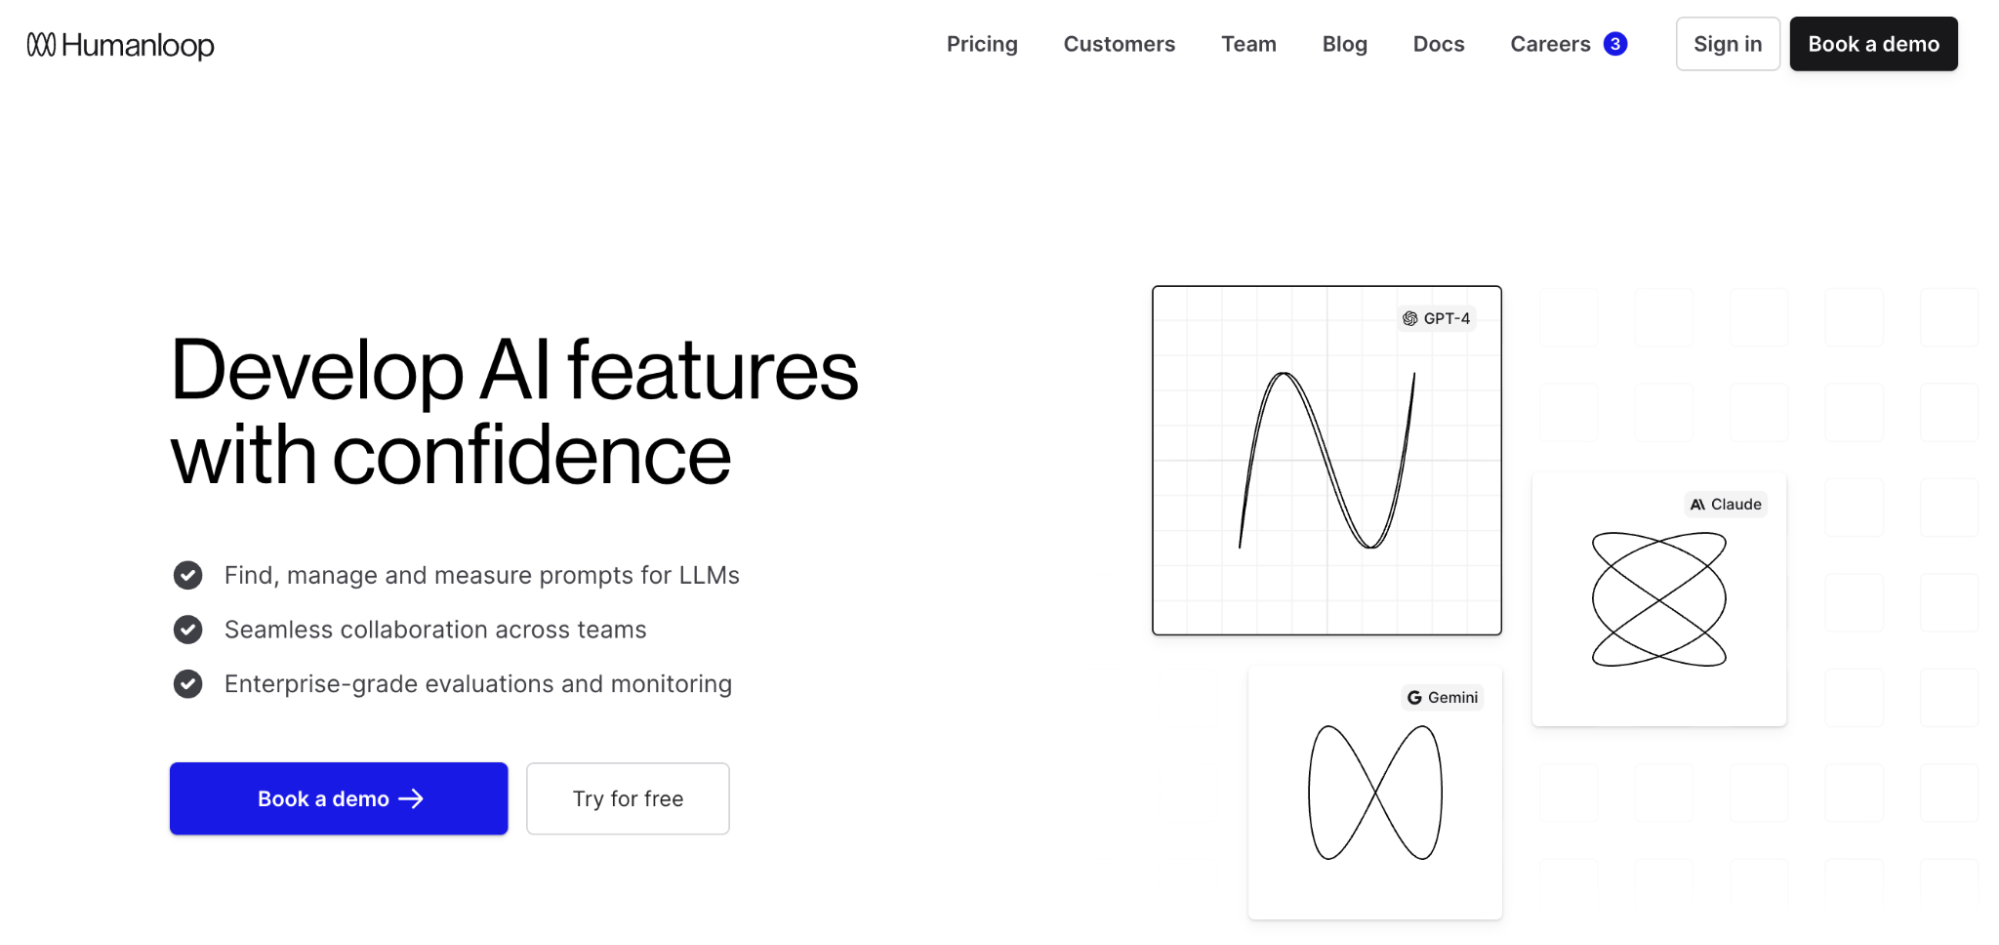 Humanloop
Pricing
Customers
Team
Blog
Docs
Careers 3
Sign in
Book a demo
Develop AI features
with confidence
Find, manage and measure prompts for LLMs
Seamless collaboration across teams
Enterprise-grade evaluations and monitoring
Book a demo →
Try for free
GPT-4
Claude
Gemini